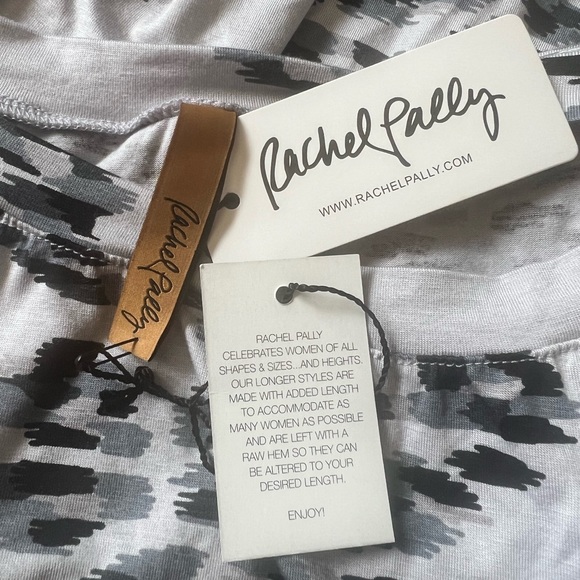 Rachel Pally
WWW.RACHELPALLY.COM
Rachel Pally
RACHEL PALLY
CELEBRATES WOMEN OF ALL
SHAPES & SIZES...AND HEIGHTS.
OUR LONGER STYLES ARE
MADE WITH ADDED LENGTH
TO ACCOMMODATE AS
MANY WOMEN AS POSSIBLE
AND ARE LEFT WITH A
RAW HEM SO THEY CAN
BE ALTERED TO YOUR
DESIRED LENGTH.
ENJOY!